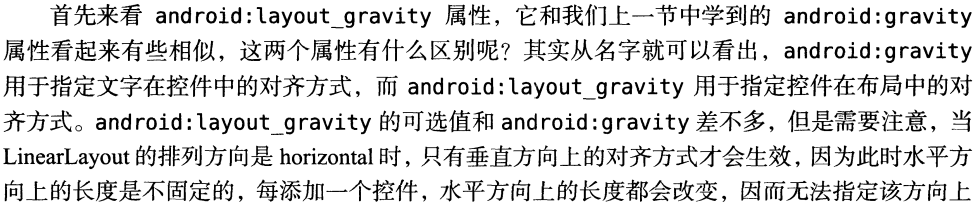 首先来看 android:layout_gravity 属性，它和我们上一节中学到的 android:gravity
属性看起来有些相似，这两个属性有什么区别呢？其实从名字就可以看出，android:gravity
用于指定文字在控件中的对齐方式，而 android:layout_gravity 用于指定控件在布局中的对
齐方式。android:layout_gravity 的可选值和 android:gravity 差不多，但是需要注意，当
LinearLayout 的排列方向是 horizontal 时，只有垂直方向上的对齐方式才会生效，因为此时水平方
向上的长度是不固定的，每添加一个控件，水平方向上的长度都会改变，因而无法指定该方向上